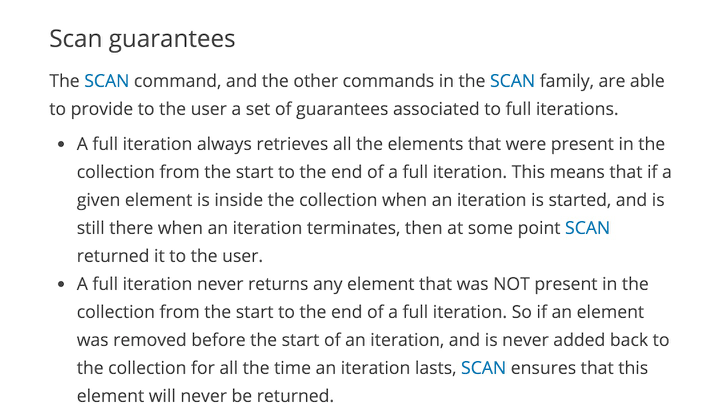 Scan guarantees
The SCAN command, and the other commands in the SCAN family, are able
to provide to the user a set of guarantees associated to full iterations.
• A full iteration always retrieves all the elements that were present in the
collection from the start to the end of a full iteration. This means that if a
given element is inside the collection when an iteration is started, and is
still there when an iteration terminates, then at some point SCAN
returned it to the user.
• A full iteration never returns any element that was NOT present in the
collection from the start to the end of a full iteration. So if an element
was removed before the start of an iteration, and is never added back to
the collection for all the time an iteration lasts, SCAN ensures that this
element will never be returned.